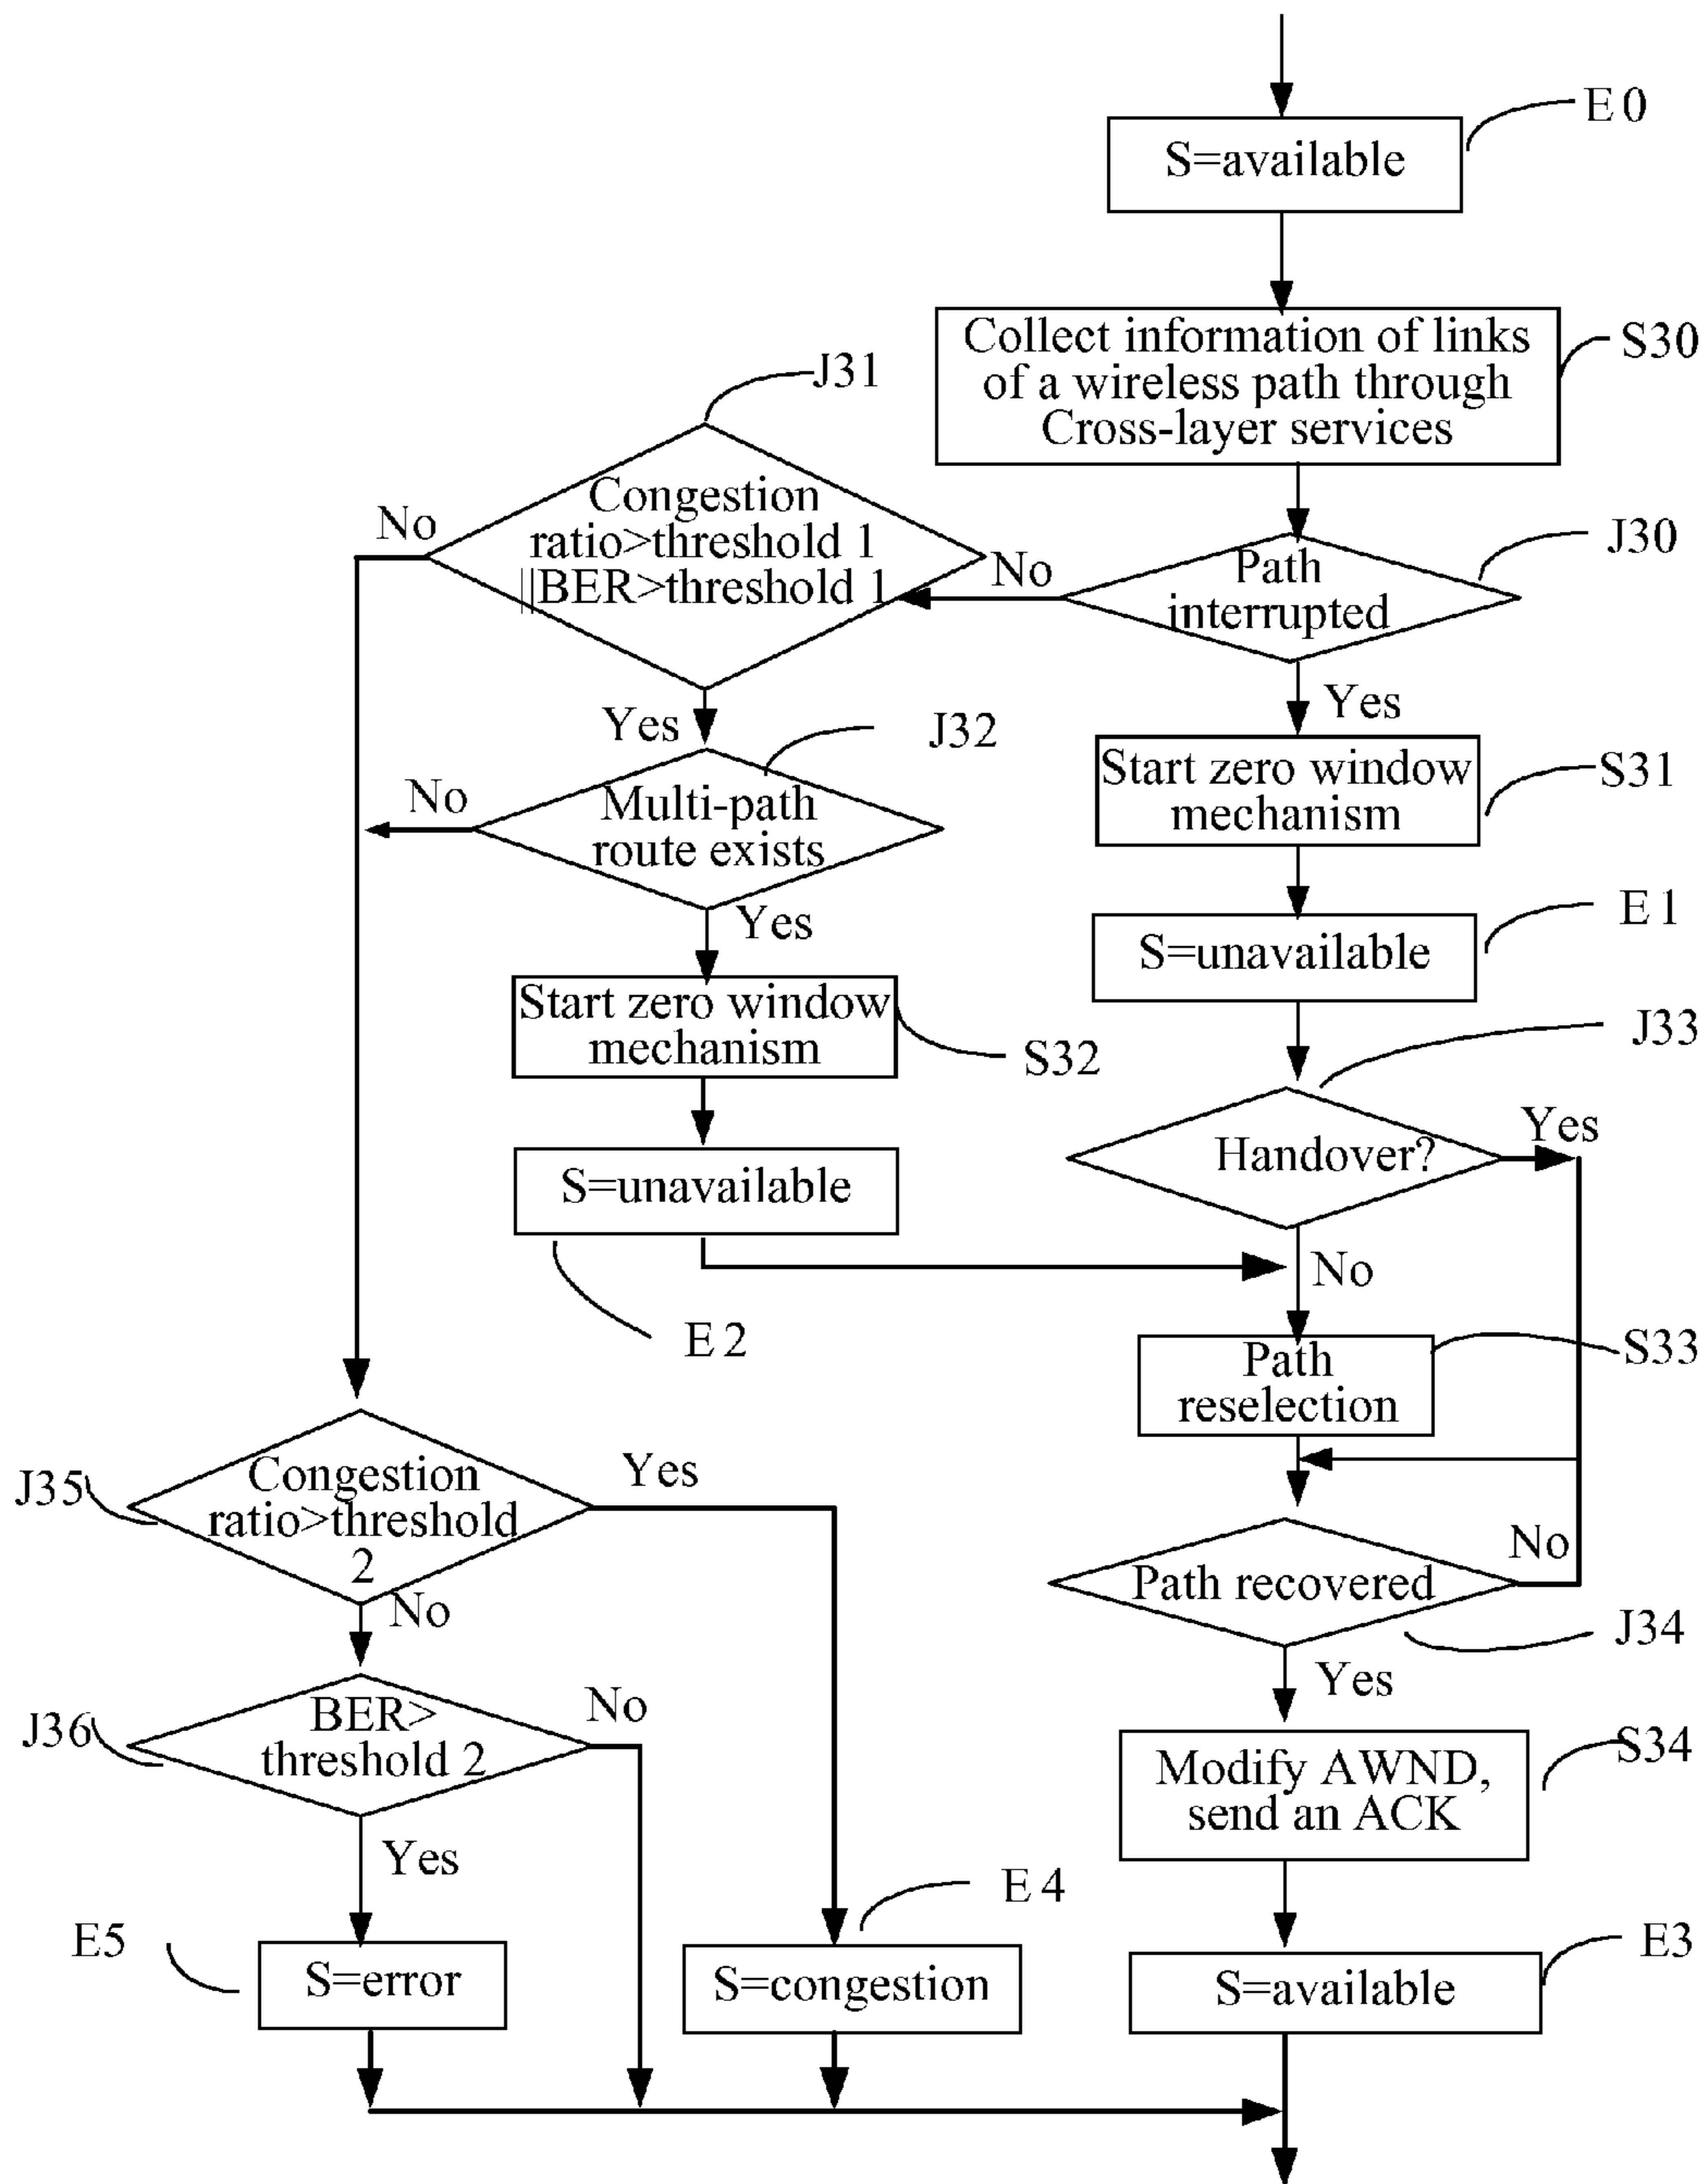 E0
S=available
Collect information of links
of a wireless path through
Cross-layer services
S30
J31
Congestion
ratio>threshold 1
||BER>threshold 1
No
No
Path
interrupted
J30
Yes
Yes
J32
Multi-path
route exists
No
Start zero window
mechanism
S31
Yes
E1
S=unavailable
Start zero window
mechanism
S32
J33
Handover?
Yes
S=unavailable
No
E2
Path
reselection
S33
J35
Congestion
ratio>threshold
2
Yes
No
Path recovered
No
J34
Yes
J36
BER>
threshold 2
No
Modify AWND,
send an ACK
S34
Yes
E4
E5
E3
S=error
S=congestion
S=available